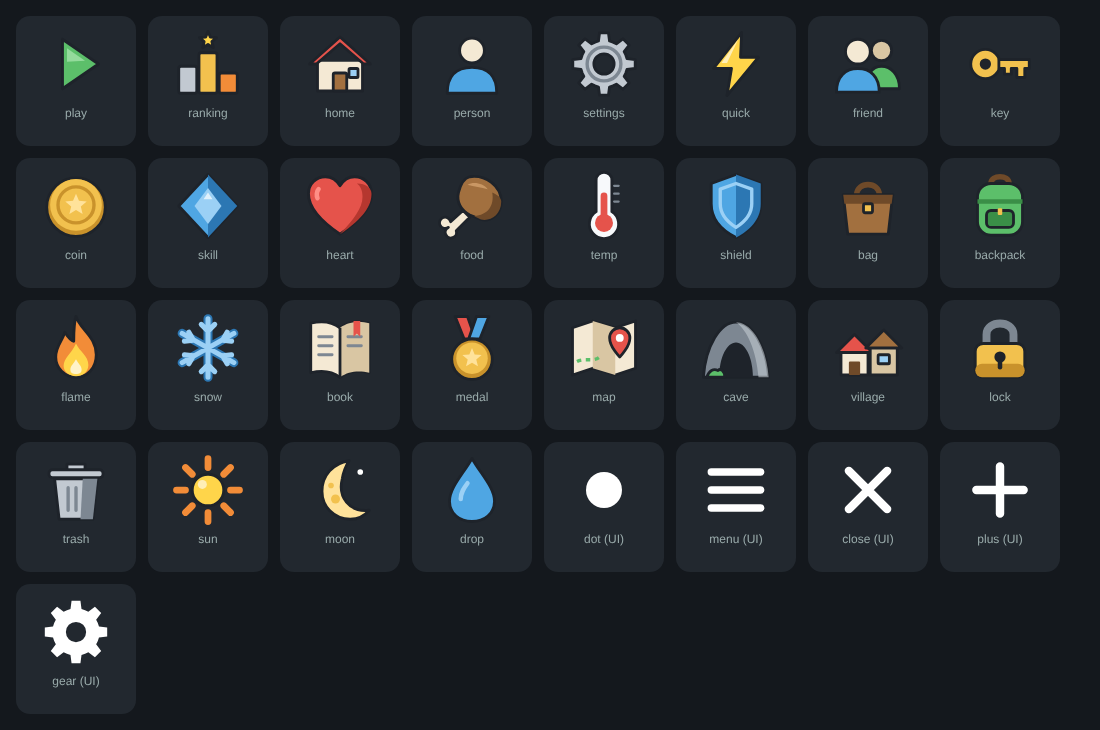 play
ranking
home
person
settings
quick
friend
key
coin
skill
heart
food
temp
shield
bag
backpack
flame
snow
book
medal
map
cave
village
lock
trash
sun
moon
drop
dot (UI)
menu (UI)
close (UI)
plus (UI)
gear (UI)